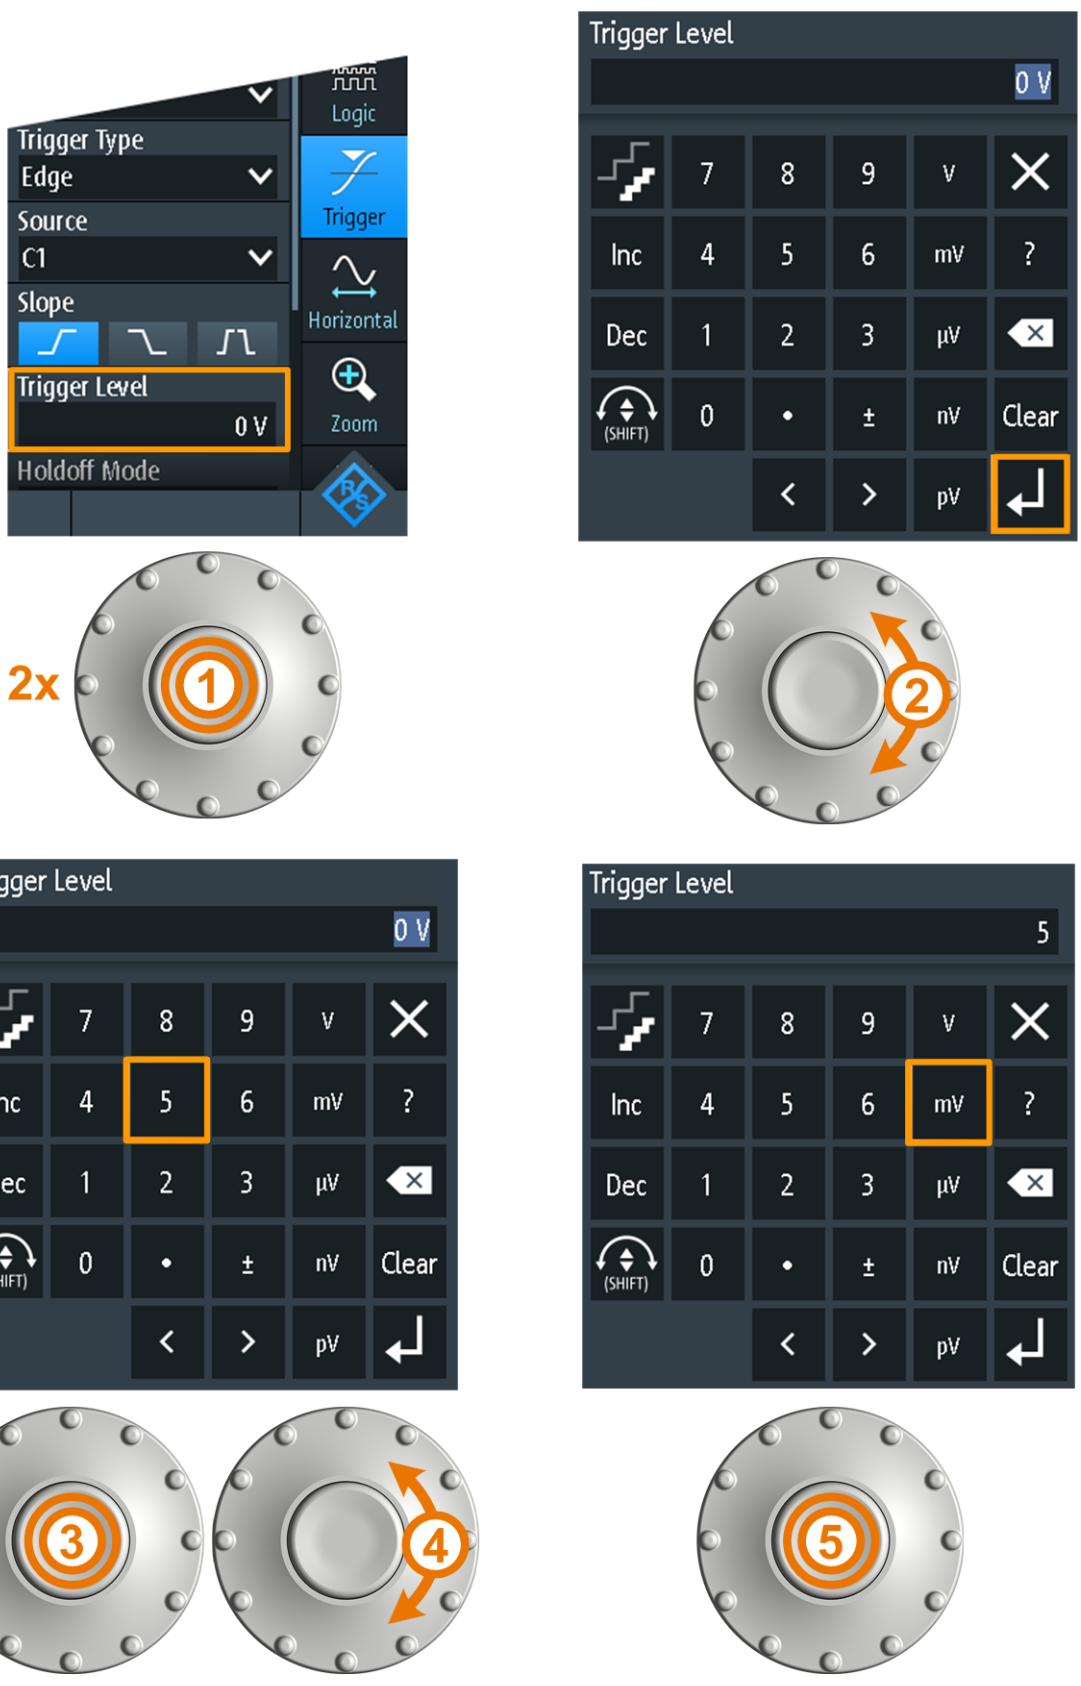 Logic
Trigger Type
Edge
Trigger
Source
C1
Horizontal
Slope
Trigger Level
0 V
Zoom
Holdoff Mode
R&S
2x
1
Trigger Level
0 V
7 8 9 V
Inc 4 5 6 mV ?
Dec 1 2 3 µV
(SHIFT) 0 • ± nV Clear
< > pV
2
gger Level
0 V
7 8 9 V
nc 4 5 6 mV ?
ec 1 2 3 µV
HIFT) 0 • ± nV Clear
< > pV
3
4
Trigger Level
5
7 8 9 V
Inc 4 5 6 mV ?
Dec 1 2 3 µV
(SHIFT) 0 • ± nV Clear
< > pV
5